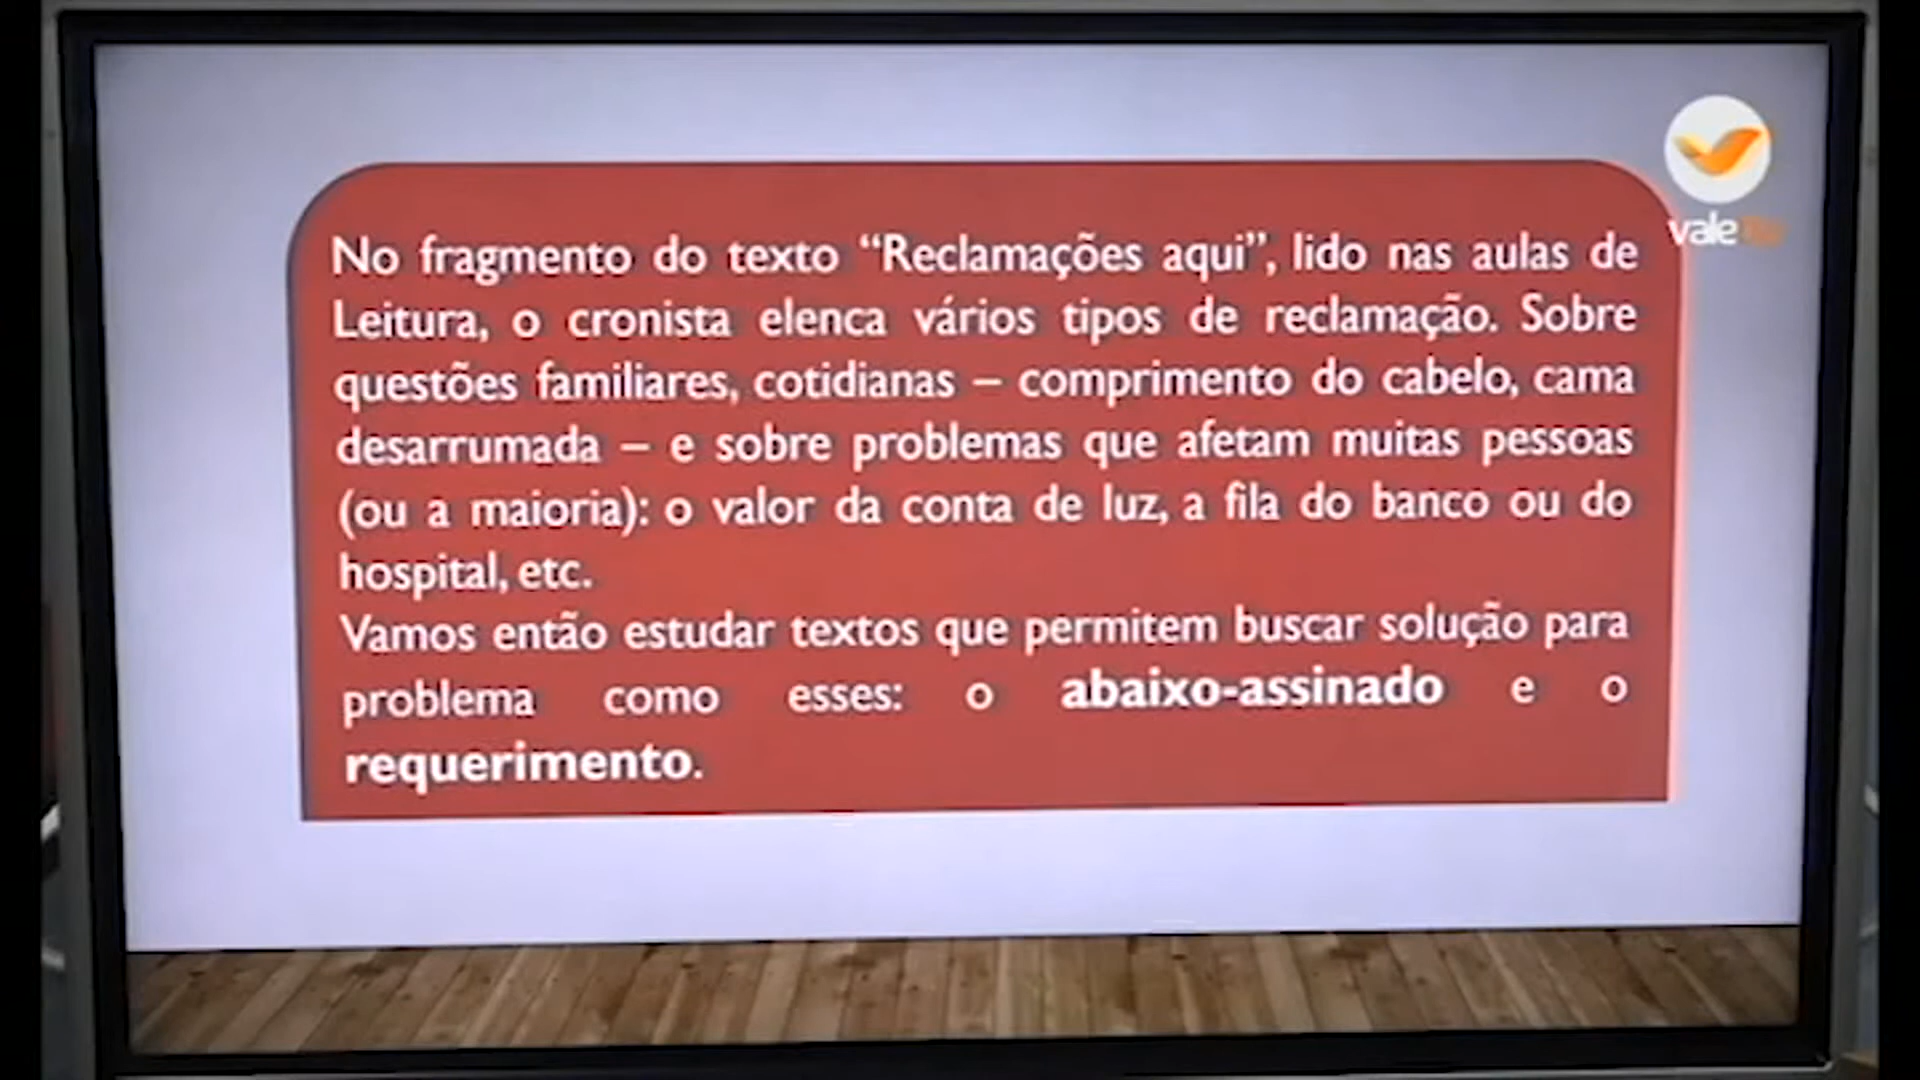 No fragmento do texto “Reclamações aqui”, lido nas aulas de
Leitura, o cronista elenca vários tipos de reclamação. Sobre
questões familiares, cotidianas – comprimento do cabelo, cama
desarrumada – e sobre problemas que afetam muitas pessoas
(ou a maioria): o valor da conta de luz, a fila do banco ou do
hospital, etc.
Vamos então estudar textos que permitem buscar solução para
problema como esses: o abaixo-assinado e o
requerimento.
vale